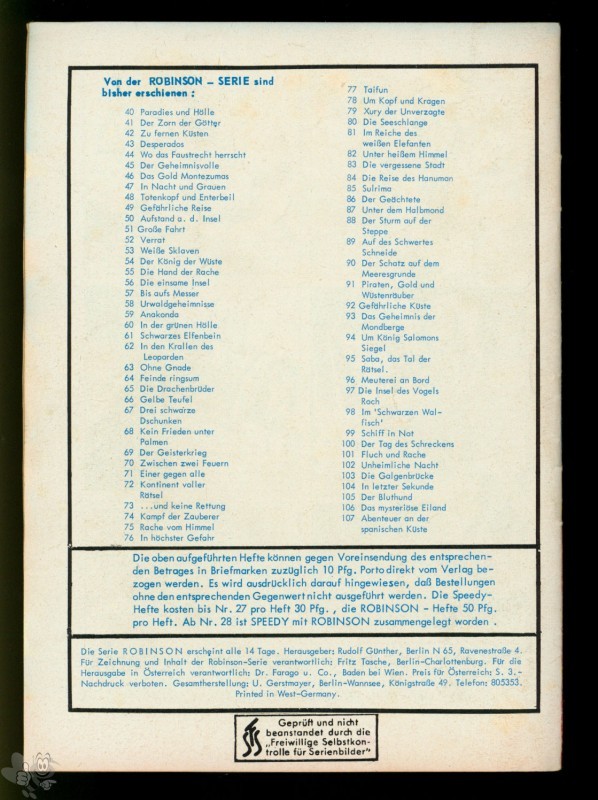 Von der ROBINSON – SERIE sind
bisher erschienen :
40 Paradies und Hölle
41 Der Zorn der Götter
42 Zu fernen Küsten
43 Desperados
44 Wo das Faustrecht herrscht
45 Der Geheimnisvolle
46 Das Gold Montezumas
47 In Nacht und Grauen
48 Totenkopf und Enterbeil
49 Gefährliche Reise
50 Aufstand a. d. Insel
51 Große Fahrt
52 Verrat
53 Weiße Sklaven
54 Der König der Wüste
55 Die Hand der Rache
56 Die einsame Insel
57 Bis aufs Messer
58 Urwaldgeheimnisse
59 Anakonda
60 In der grünen Hölle
61 Schwarzes Elfenbein
62 In den Krallen des
Leoparden
63 Ohne Gnade
64 Feinde ringsum
65 Die Drachenbrüder
66 Gelbe Teufel
67 Drei schwarze
Dschunken
68 Kein Frieden unter
Palmen
69 Der Geisterkrieg
70 Zwischen zwei Feuern
71 Einer gegen alle
72 Kontinent voller
Rätsel
73 ...und keine Rettung
74 Kampf der Zauberer
75 Rache vom Himmel
76 In höchster Gefahr
77 Taifun
78 Um Kopf und Kragen
79 Xury der Unverzagte
80 Die Seeschlange
81 Im Reiche des
weißen Elefanten
82 Unter heißem Himmel
83 Die vergessene Stadt
84 Die Reise des Hanuman
85 Sulrima
86 Der Geächtete
87 Unter dem Halbmond
88 Der Sturm auf der
Steppe
89 Auf des Schwertes
Schneide
90 Der Schatz auf dem
Meeresgrunde
91 Piraten, Gold und
Wüstenräuber
92 Gefährliche Küste
93 Das Geheimnis der
Mondberge
94 Um König Salomons
Siegel
95 Saba, das Tal der
Rätsel.
96 Meuterei an Bord
97 Die Insel des Vogels
Roch
98 Im 'Schwarzen Wal-
fisch'
99 Schiff in Not
100 Der Tag des Schreckens
101 Fluch und Rache
102 Unheimliche Nacht
103 Die Galgenbrücke
104 In letzter Sekunde
105 Der Bluthund
106 Das mysteriöse Eiland
107 Abenteuer an der
spanischen Küste
Die oben aufgeführten Hefte können gegen Voreinsendung des entsprechen-
den Betrages in Briefmarken zuzüglich 10 Pfg. Porto direkt vom Verlag be-
zogen werden. Es wird ausdrücklich darauf hingewiesen, daß Bestellungen
ohne den entsprechenden Gegenwert nicht ausgeführt werden. Die Speedy-
Hefte kosten bis Nr. 27 pro Heft 30 Pfg. , die ROBINSON – Hefte 50 Pfg.
pro Heft. Ab Nr. 28 ist SPEEDY mit ROBINSON zusammengelegt worden .
Die Serie ROBINSON erscheint alle 14 Tage. Herausgeber: Rudolf Günther, Berlin N 65, Ravenestraße 4.
Für Zeichnung und Inhalt der Robinson-Serie verantwortlich: Fritz Tasche, Berlin-Charlottenburg. Für die
Herausgabe in Österreich verantwortlich: Dr. Farago u. Co., Baden bei Wien. Preis für Österreich: S. 3.–
Nachdruck verboten. Gesamtherstellung: U. Gerstmayer, Berlin-Wannsee, Königstraße 49. Telefon: 805353.
Printed in West-Germany.
Geprüft und nicht
beanstandet durch die
„Freiwillige Selbstkon-
trolle für Serienbilder"